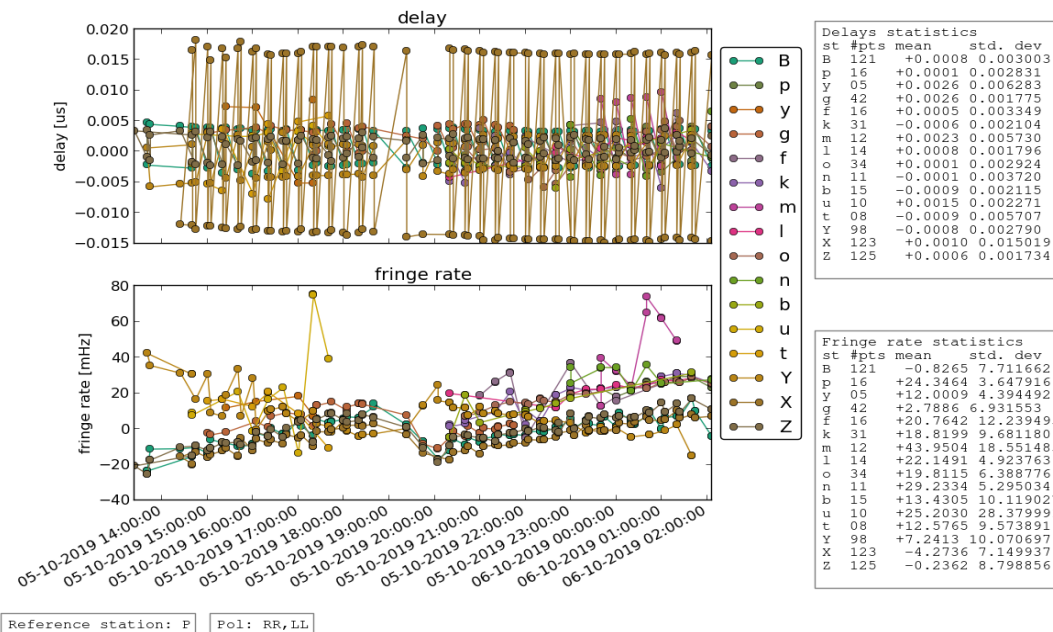 delay
0.020
0.015
0.010
0.005
0.000
−0.005
−0.010
−0.015
delay [us]
fringe rate
80
60
40
20
0
−20
−40
fringe rate [mHz]
05-10-2019 14:00:00
05-10-2019 15:00:00
05-10-2019 16:00:00
05-10-2019 17:00:00
05-10-2019 18:00:00
05-10-2019 19:00:00
05-10-2019 20:00:00
05-10-2019 21:00:00
05-10-2019 22:00:00
05-10-2019 23:00:00
06-10-2019 00:00:00
06-10-2019 01:00:00
06-10-2019 02:00:00
B
p
y
g
f
k
m
l
o
n
b
u
t
Y
X
Z
Delays statistics
st #pts mean std. dev
B 121 +0.0008 0.003003
p 16 +0.0001 0.002831
y 05 +0.0026 0.006283
g 42 +0.0026 0.001775
f 16 +0.0005 0.003349
k 31 −0.0006 0.002104
m 12 +0.0023 0.005730
l 14 +0.0008 0.001796
o 34 +0.0001 0.002924
n 11 −0.0001 0.003720
b 15 −0.0009 0.002115
u 10 +0.0015 0.002271
t 08 −0.0009 0.005707
Y 98 −0.0008 0.002790
X 123 +0.0010 0.015019
Z 125 +0.0006 0.001734
Fringe rate statistics
st #pts mean std. dev
B 121 −0.8265 7.711662
p 16 +24.3464 3.647916
y 05 +12.0009 4.394492
g 42 +2.7886 6.931553
f 16 +20.7642 12.23949
k 31 +18.8199 9.681180
m 12 +43.9504 18.55148
l 14 +22.1491 4.923763
o 34 +19.8115 6.388776
n 11 +29.2334 5.295034
b 15 +13.4305 10.11902
u 10 +25.2030 28.37999
t 08 +12.5765 9.573891
Y 98 +7.2413 10.070697
X 123 −4.2736 7.149937
Z 125 −0.2362 8.798856
Reference station: P
Pol: RR,LL